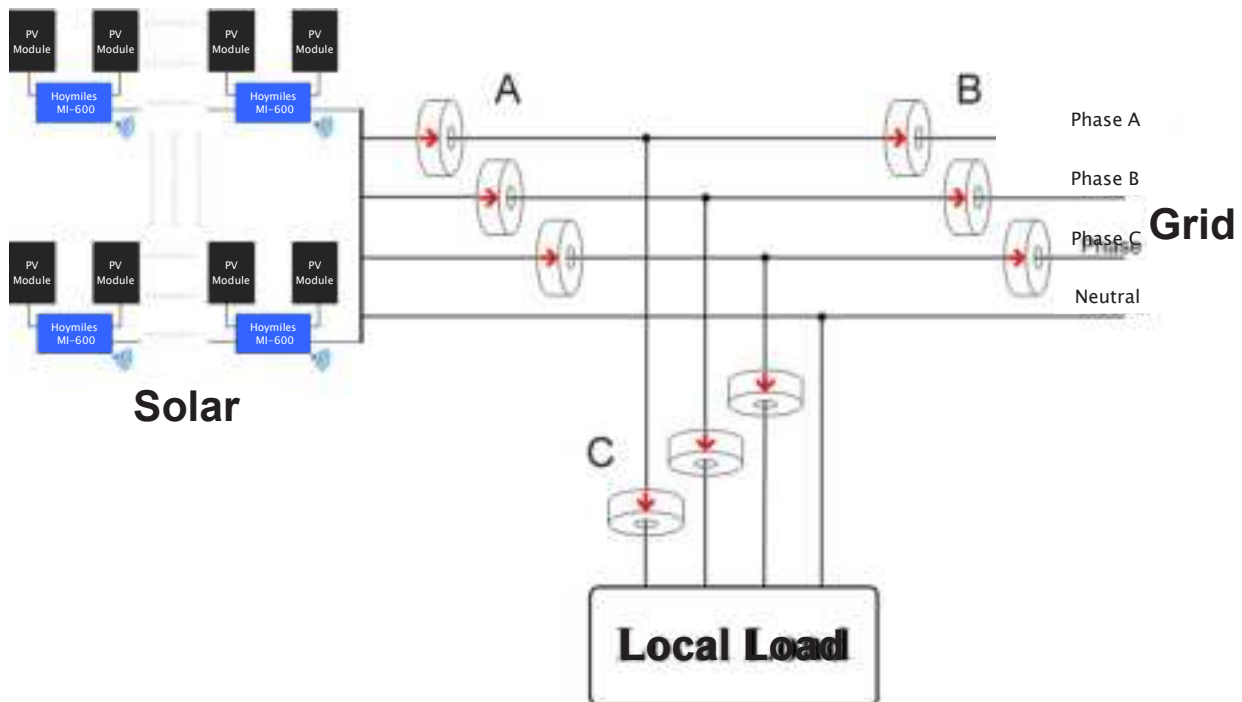 PV
Module
PV
Module
PV
Module
PV
Module
Hoymiles
MI-600
Hoymiles
MI-600
A
B
Phase A
Phase B
Phase C
Phase
Grid
Neutral
PV
Module
PV
Module
PV
Module
PV
Module
Hoymiles
MI-600
Hoymiles
MI-600
Solar
C
Local Load